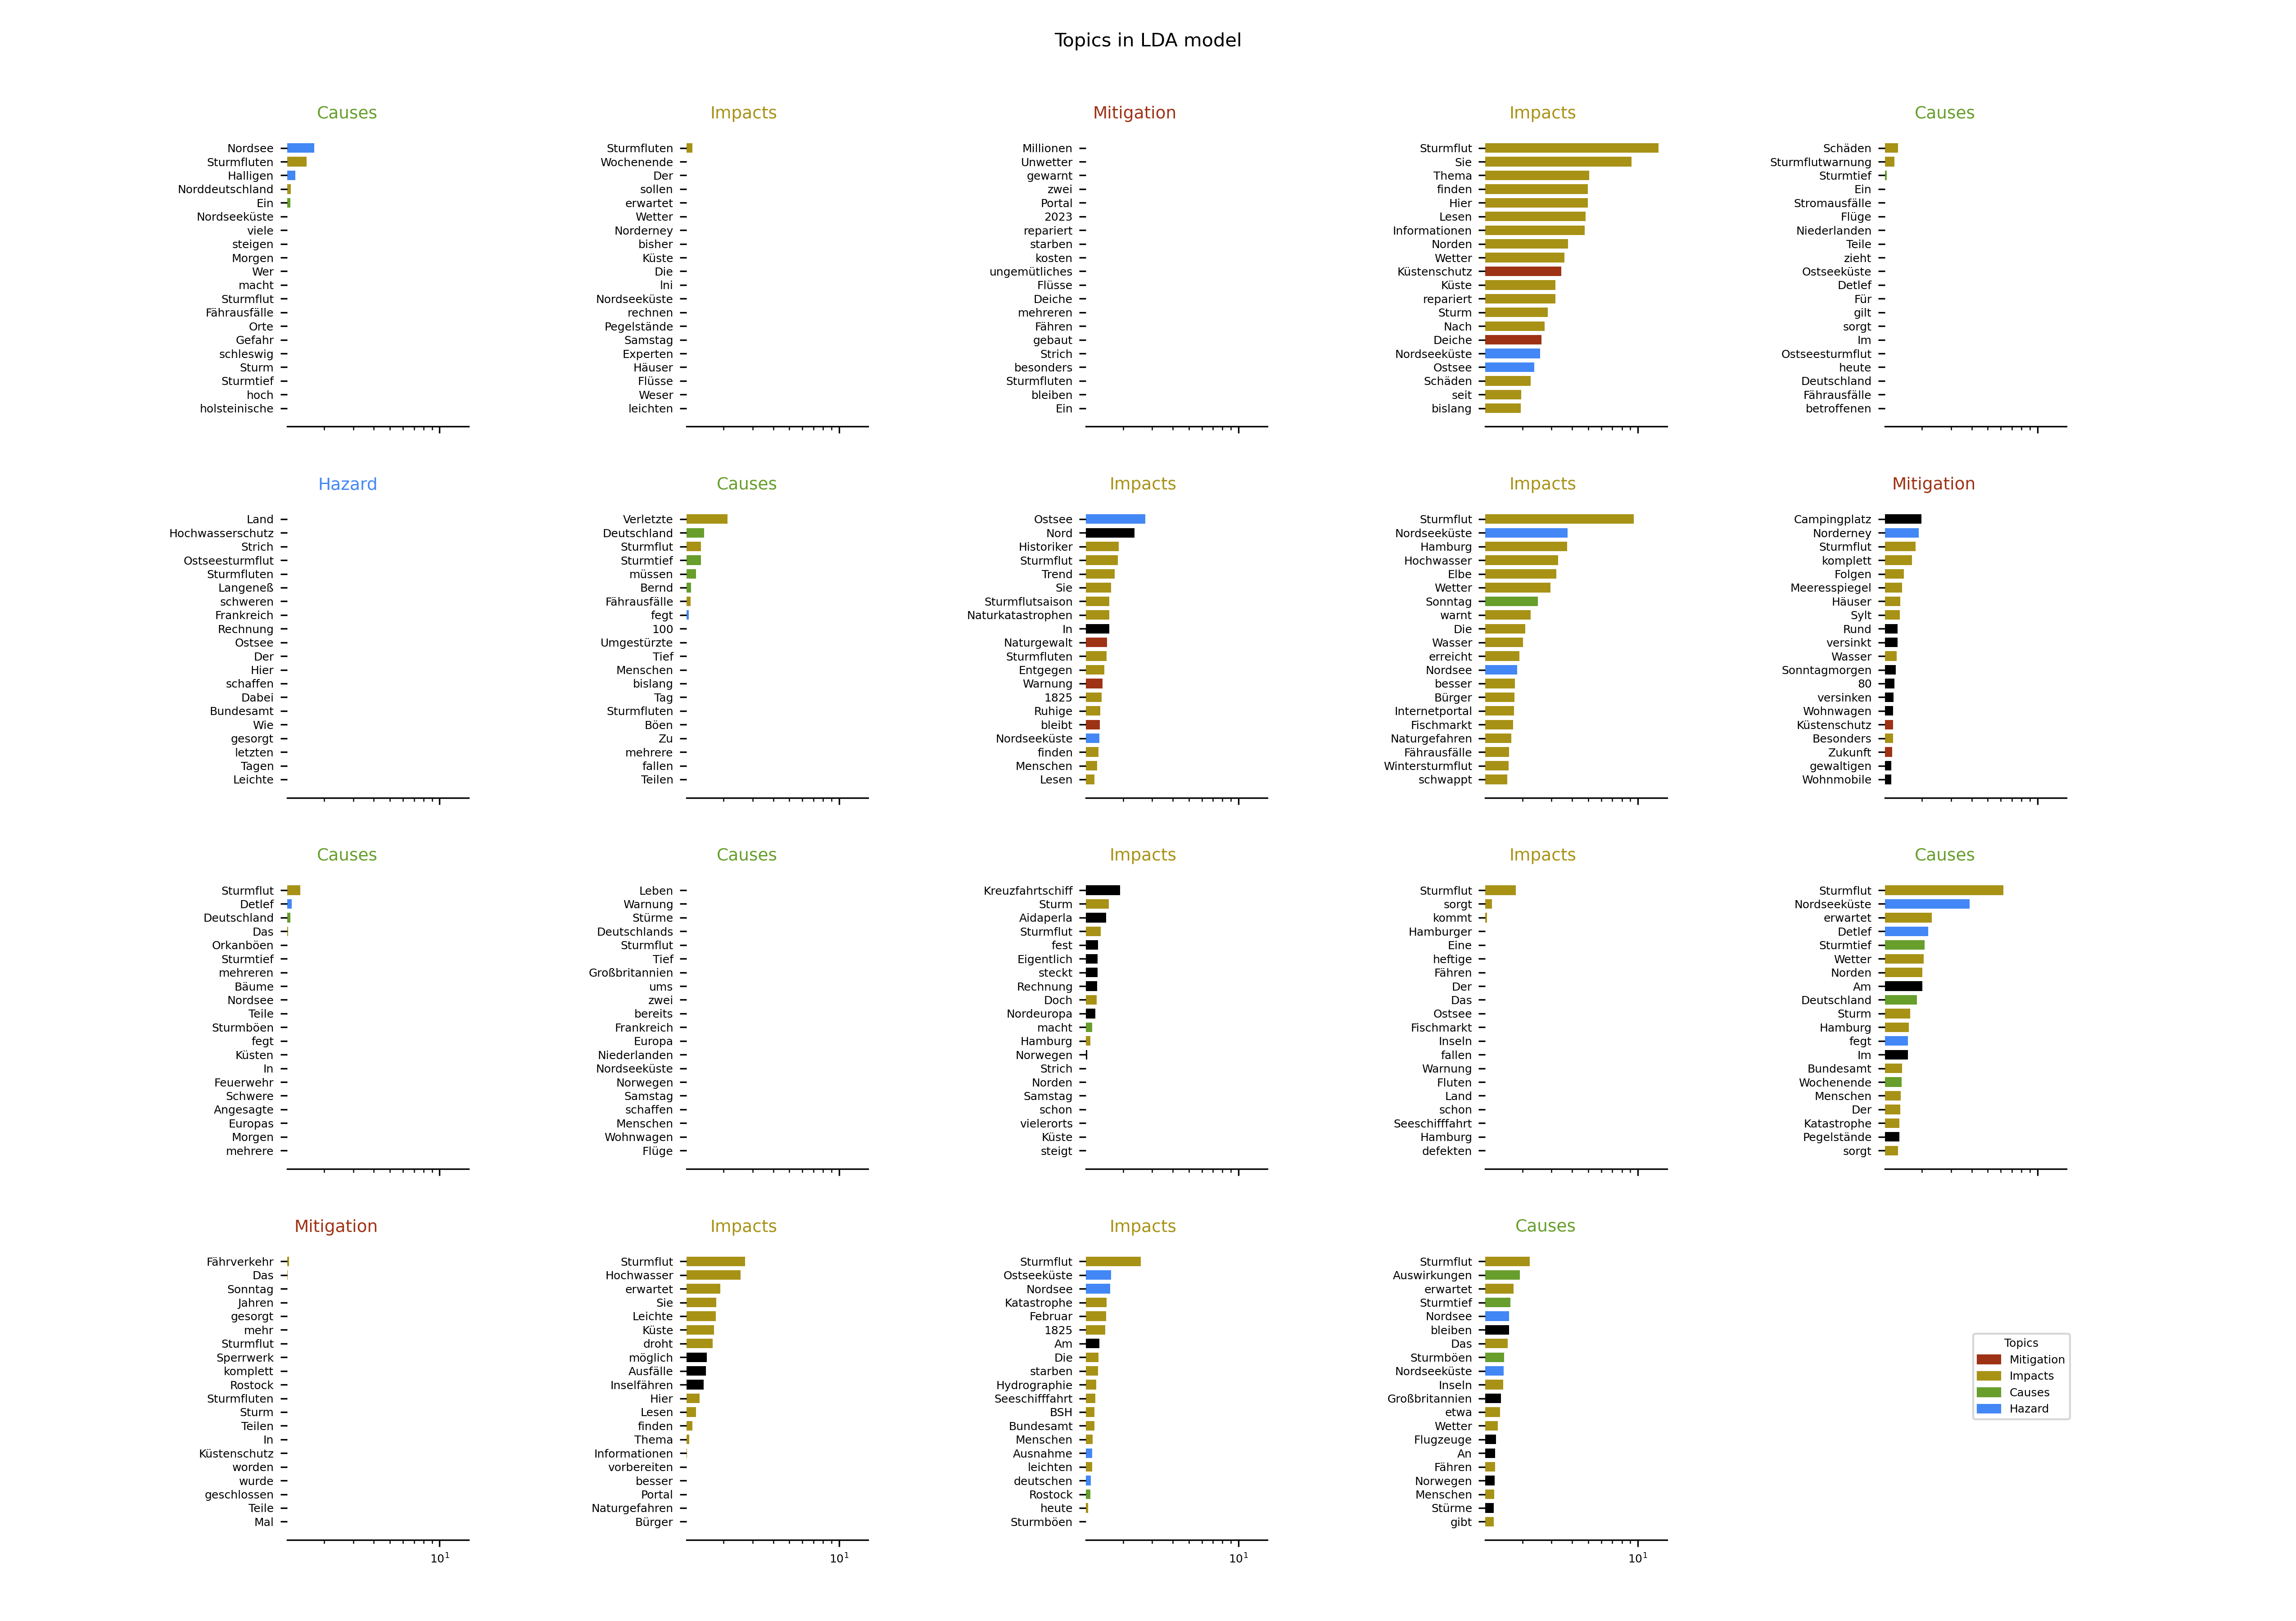 Topics in LDA model
Causes
Nordsee
Sturmfluten
Halligen
Norddeutschland
Ein
Nordseeküste
viele
steigen
Morgen
Wer
macht
Sturmflut
Fährausfälle
Orte
Gefahr
schleswig
Sturm
Sturmtief
hoch
holsteinische
Impacts
Sturmfluten
Wochenende
Der
sollen
erwartet
Wetter
Norderney
bisher
Küste
Die
Ini
Nordseeküste
rechnen
Pegelstände
Samstag
Experten
Häuser
Flüsse
Weser
leichten
Mitigation
Millionen
Unwetter
gewarnt
zwei
Portal
2023
repariert
starben
kosten
ungemütliches
Flüsse
Deiche
mehreren
Fähren
gebaut
Strich
besonders
Sturmfluten
bleiben
Ein
Impacts
Sturmflut
Sie
Thema
finden
Hier
Lesen
Informationen
Norden
Wetter
Küstenschutz
Küste
repariert
Sturm
Nach
Deiche
Nordseeküste
Ostsee
Schäden
seit
bislang
Causes
Schäden
Sturmflutwarnung
Sturmtief
Ein
Stromausfälle
Flüge
Niederlanden
Teile
zieht
Ostseeküste
Detlef
Für
gilt
sorgt
Im
Ostseesturmflut
heute
Deutschland
Fährausfälle
betroffenen
Hazard
Land
Hochwasserschutz
Strich
Ostseesturmflut
Sturmfluten
Langeneß
schweren
Frankreich
Rechnung
Ostsee
Der
Hier
schaffen
Dabei
Bundesamt
Wie
gesorgt
letzten
Tagen
Leichte
Causes
Verletzte
Deutschland
Sturmflut
Sturmtief
müssen
Bernd
Fährausfälle
fegt
100
Umgestürzte
Tief
Menschen
bislang
Tag
Sturmfluten
Böen
Zu
mehrere
fallen
Teilen
Impacts
Ostsee
Nord
Historiker
Sturmflut
Trend
Sie
Sturmflutsaison
Naturkatastrophen
In
Naturgewalt
Sturmfluten
Entgegen
Warnung
1825
Ruhige
bleibt
Nordseeküste
finden
Menschen
Lesen
Impacts
Sturmflut
Nordseeküste
Hamburg
Hochwasser
Elbe
Wetter
Sonntag
warnt
Die
Wasser
erreicht
Nordsee
besser
Bürger
Internetportal
Fischmarkt
Naturgefahren
Fährausfälle
Wintersturmflut
schwappt
Mitigation
Campingplatz
Norderney
Sturmflut
komplett
Folgen
Meeresspiegel
Häuser
Sylt
Rund
versinkt
Wasser
Sonntagmorgen
80
versinken
Wohnwagen
Küstenschutz
Besonders
Zukunft
gewaltigen
Wohnmobile
Causes
Sturmflut
Detlef
Deutschland
Das
Orkanböen
Sturmtief
mehreren
Bäume
Nordsee
Teile
Sturmböen
fegt
Küsten
In
Feuerwehr
Schwere
Angesagte
Europas
Morgen
mehrere
Causes
Leben
Warnung
Stürme
Deutschlands
Sturmflut
Tief
Großbritannien
ums
zwei
bereits
Frankreich
Europa
Niederlanden
Nordseeküste
Norwegen
Samstag
schaffen
Menschen
Wohnwagen
Flüge
Impacts
Kreuzfahrtschiff
Sturm
Aidaperla
Sturmflut
fest
Eigentlich
steckt
Rechnung
Doch
Nordeuropa
macht
Hamburg
Norwegen
Strich
Norden
Samstag
schon
vielerorts
Küste
steigt
Impacts
Sturmflut
sorgt
kommt
Hamburger
Eine
heftige
Fähren
Der
Das
Ostsee
Fischmarkt
Inseln
fallen
Warnung
Fluten
Land
schon
Seeschifffahrt
Hamburg
defekten
Causes
Sturmflut
Nordseeküste
erwartet
Detlef
Sturmtief
Wetter
Norden
Am
Deutschland
Sturm
Hamburg
fegt
Im
Bundesamt
Wochenende
Menschen
Der
Katastrophe
Pegelstände
sorgt
Mitigation
Fährverkehr
Das
Sonntag
Jahren
gesorgt
mehr
Sturmflut
Sperrwerk
komplett
Rostock
Sturmfluten
Sturm
Teilen
In
Küstenschutz
worden
wurde
geschlossen
Teile
Mal
10¹
Impacts
Sturmflut
Hochwasser
erwartet
Sie
Leichte
Küste
droht
möglich
Ausfälle
Inselfähren
Hier
Lesen
finden
Thema
Informationen
vorbereiten
besser
Portal
Naturgefahren
Bürger
10¹
Impacts
Sturmflut
Ostseeküste
Nordsee
Katastrophe
Februar
1825
Am
Die
starben
Hydrographie
Seeschifffahrt
BSH
Bundesamt
Menschen
Ausnahme
leichten
deutschen
Rostock
heute
Sturmböen
10¹
Causes
Sturmflut
Auswirkungen
erwartet
Sturmtief
Nordsee
bleiben
Das
Sturmböen
Nordseeküste
Inseln
Großbritannien
etwa
Wetter
Flugzeuge
An
Fähren
Norwegen
Menschen
Stürme
gibt
10¹
Topics
Mitigation
Impacts
Causes
Hazard